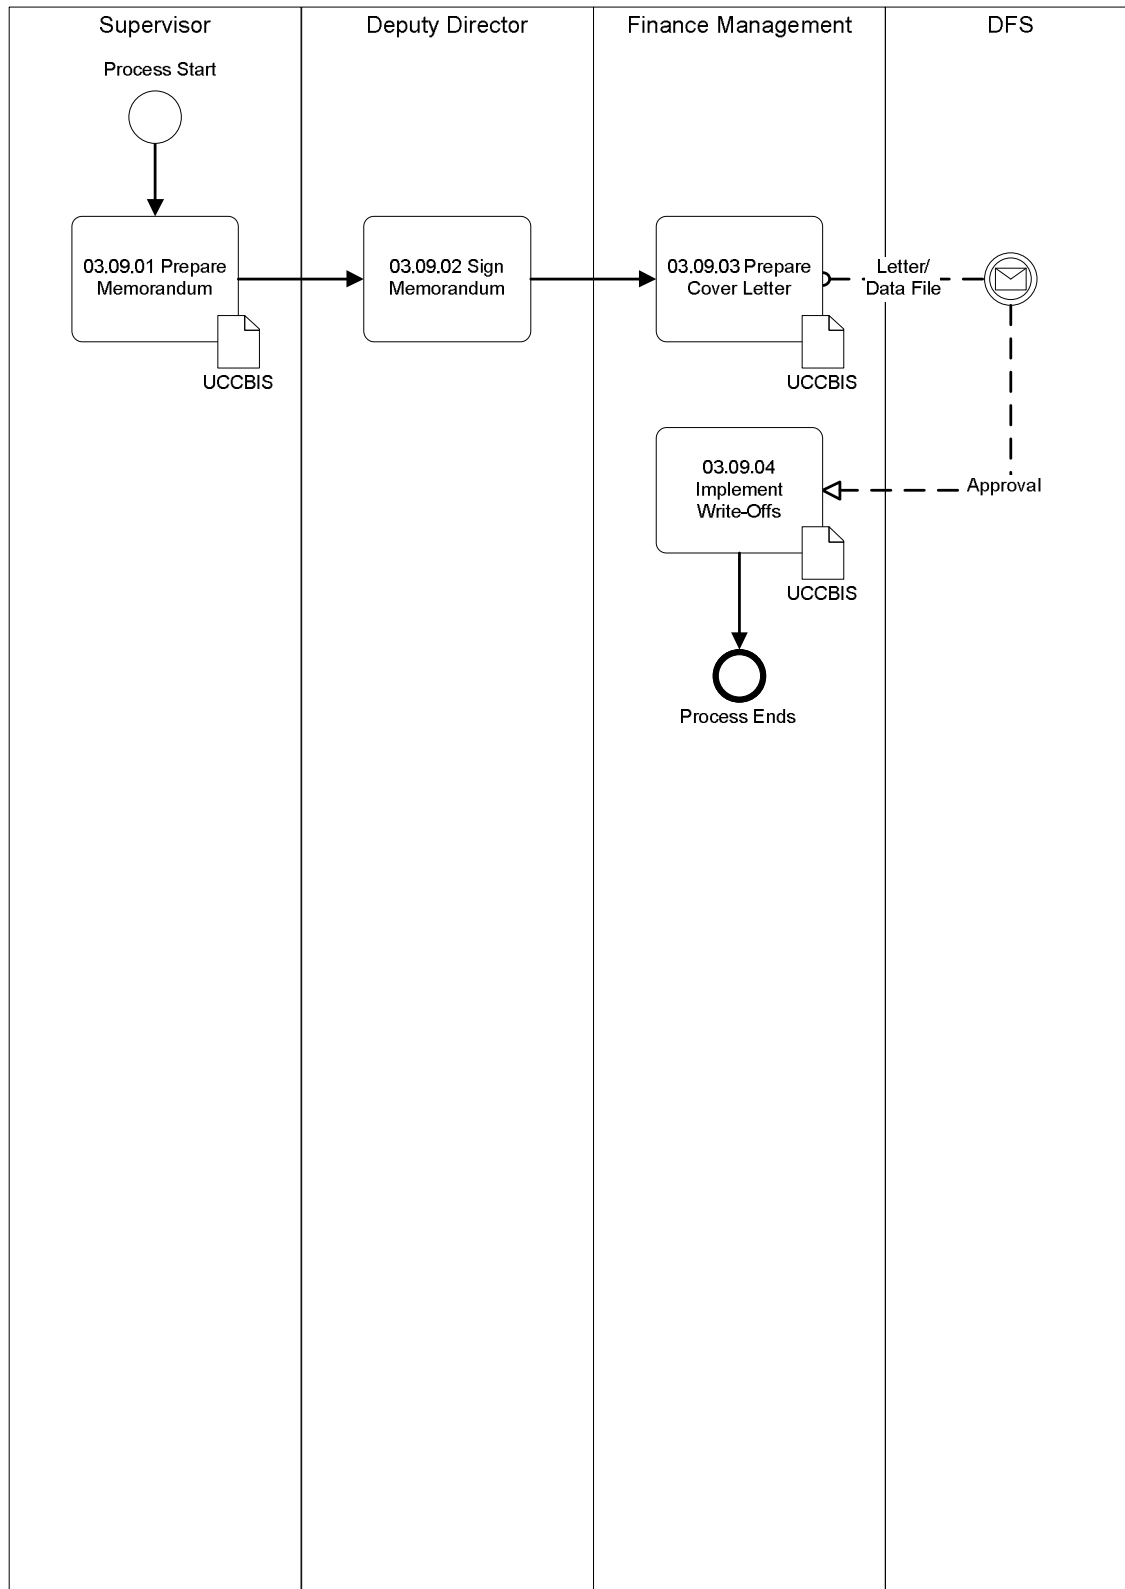 Supervisor
Deputy Director
Finance Management
DFS
Process Start
03.09.01 Prepare
Memorandum
UCCBIS
03.09.02 Sign
Memorandum
03.09.03 Prepare
Cover Letter
UCCBIS
Letter/
Data File
03.09.04
Implement
Write-Offs
UCCBIS
Approval
Process Ends